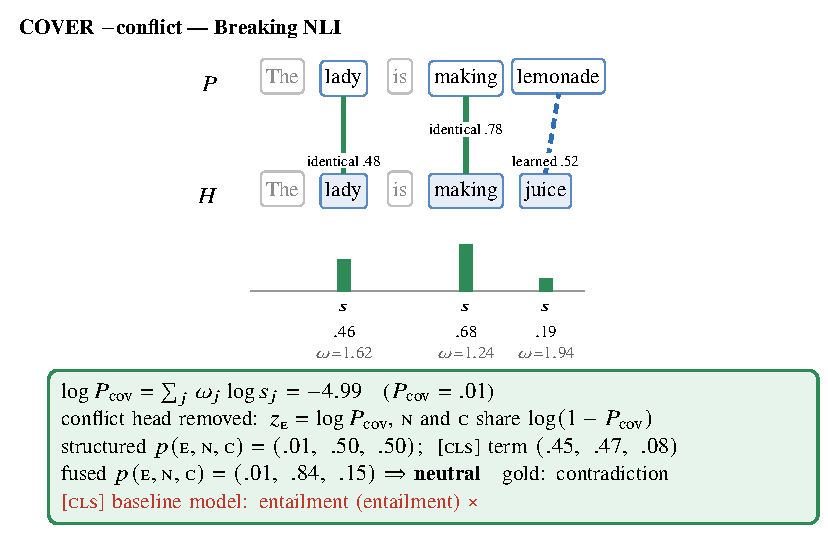 COVER −conflict — Breaking NLI
P The lady is making lemonade
identical .78
identical .48 learned .52
H The lady is making juice
s s s
.46 .68 .19
ω=1.62 ω=1.24 ω=1.94
log P_cov = ∑_j ω_j log s_j = −4.99 (P_cov = .01)
conflict head removed: z_E = log P_cov, N and C share log(1 − P_cov)
structured p(E, N, C) = (.01, .50, .50); [CLS] term (.45, .47, .08)
fused p(E, N, C) = (.01, .84, .15) ⟹ neutral gold: contradiction
[CLS] baseline model: entailment (entailment) ×